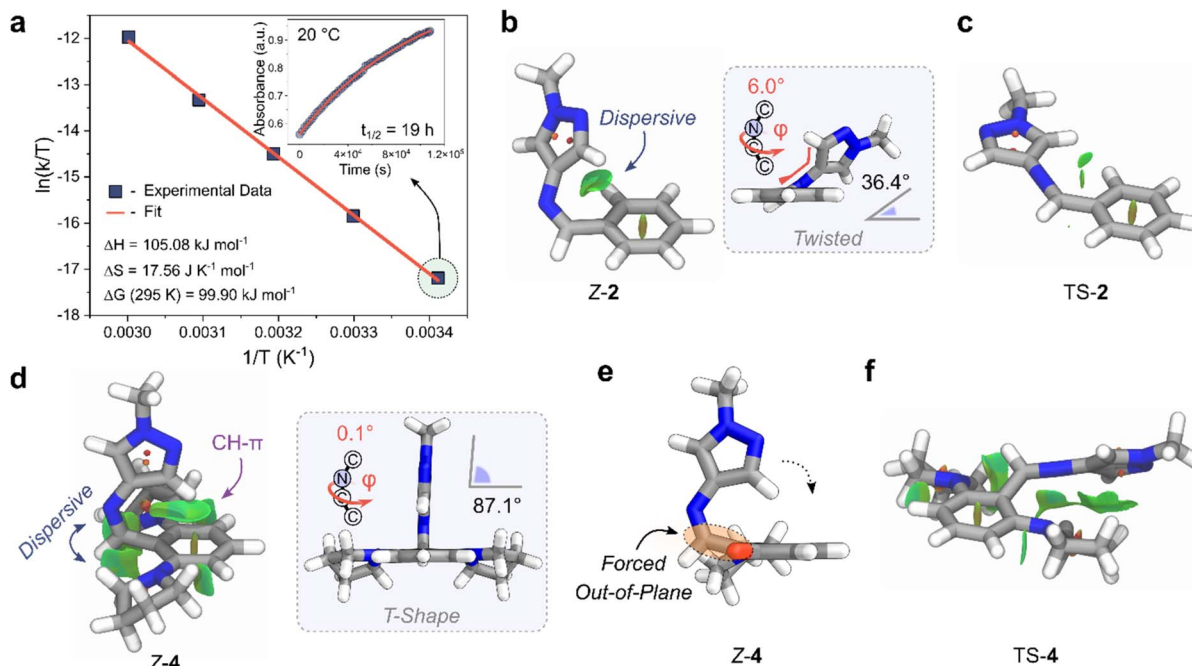 a
-12
-13
-14
-15
-16
-17
-18
ln(k/T)
0.0030
0.0031
0.0032
0.0033
0.0034
1/T (K⁻¹)
- Experimental Data
- Fit
ΔH = 105.08 kJ mol⁻¹
ΔS = 17.56 J K⁻¹ mol⁻¹
ΔG (295 K) = 99.90 kJ mol⁻¹
20 °C
t1/2 = 19 h
Absorbance (a.u.)
0.9
0.8
0.7
0.6
4×10⁴
8×10⁴
1.2×10⁵
Time (s)
b
Dispersive
Z-2
6.0°
C
N
C
C
φ
36.4°
Twisted
c
TS-2
d
CH-π
Dispersive
Z-4
0.1°
C
N
C
C
φ
87.1°
T-Shape
e
Forced
Out-of-Plane
Z-4
f
TS-4